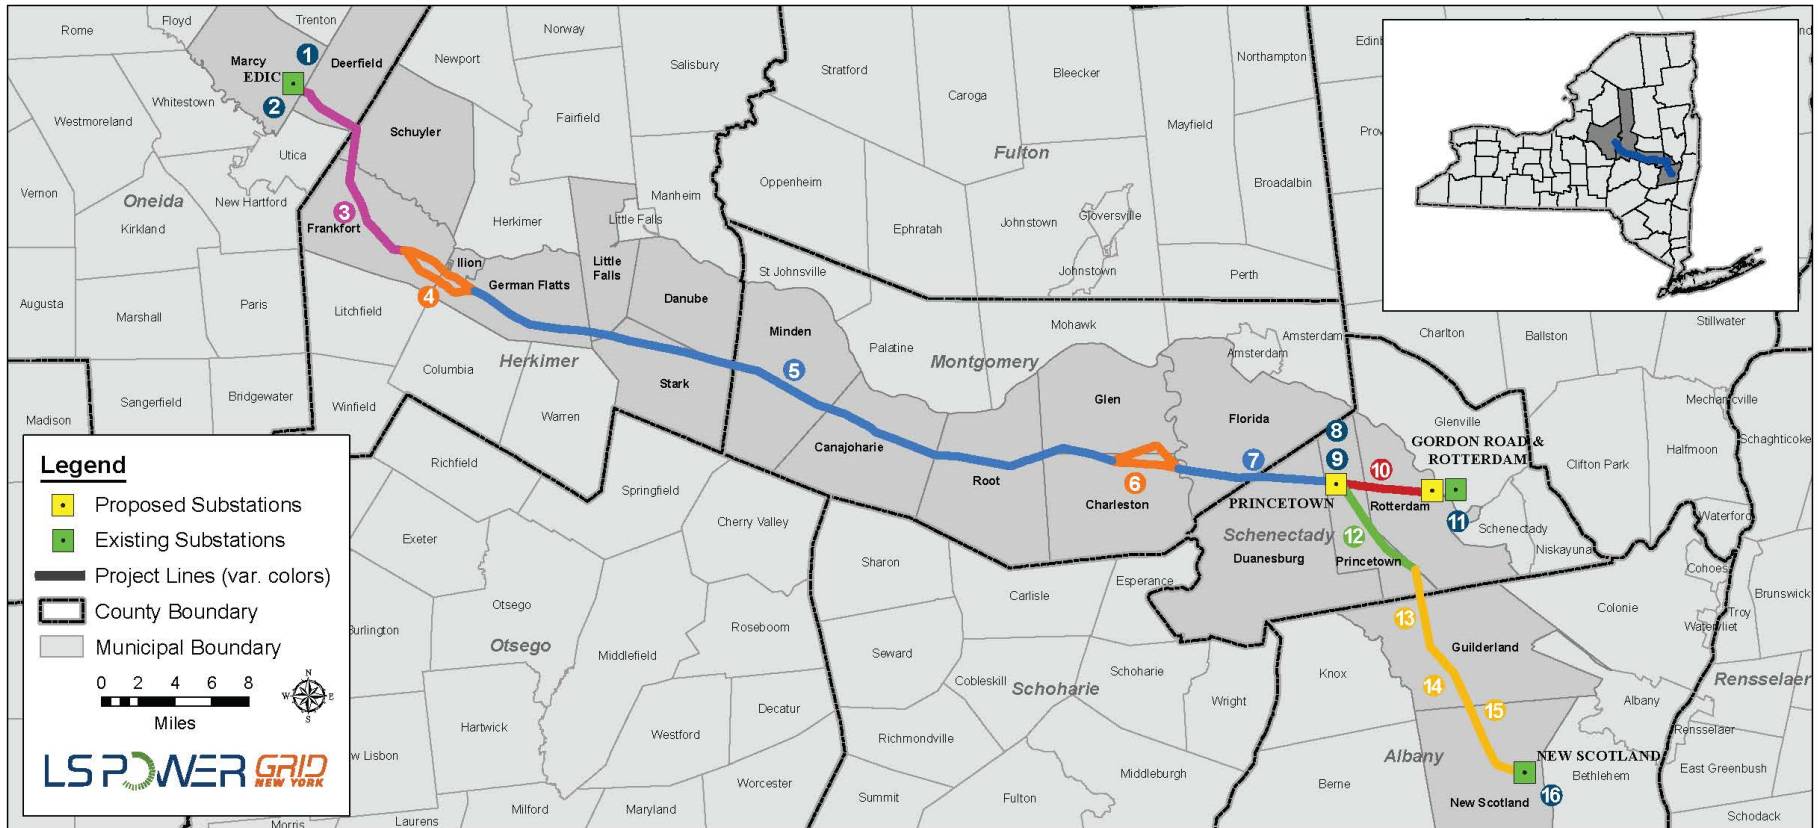 Rome
Floyd
Trenton
Norway
Marcy
EDIC
1
2
Deerfield
Newport
Salisbury
Stratford
Caroga
Bleecker
Northampton
Mayfield
Whitestown
Westmoreland
Schuyler
Fairfield
Utica
Fulton
Vernon
Oneida
New Hartford
Kirkland
Manheim
Oppenheim
Broadalbin
Herkimer
Little Falls
Johnstown
Gloversville
Ephratah
3
Frankfort
Ilion
Little
Falls
St Johnsville
Johnstown
Perth
German Flatts
4
Danube
Augusta
Paris
Marshall
Litchfield
Minden
Mohawk
Palatine
Amsterdam
Amsterdam
Charlton
Ballston
Stillwater
Montgomery
Columbia
Herkimer
5
Stark
Madison
Sangerfield
Bridgewater
Winfield
Warren
Glen
Florida
Mechanicville
Glenville
8
9
GORDON ROAD &
ROTTERDAM
Canajoharie
Halfmoon
Schaghticoke
Clifton Park
7
10
Richfield
Root
6
Charleston
PRINCETOWN
Rotterdam
11
Springfield
Cherry Valley
Schenectady
12
Schenectady
Waterford
Niskayuna
Exeter
Duanesburg
Princetown
Sharon
Esperance
Carlisle
Cohoes
Brunswick
Colonie
Troy
Watervliet
Otsego
Roseboom
13
Burlington
Otsego
Middlefield
Guilderland
Seward
Schoharie
Knox
Cobleskill
Schoharie
Wright
14
Rensselaer
15
Albany
Decatur
Hartwick
Westford
Richmondville
w Lisbon
Albany
NEW SCOTLAND
Rensselaer
Middleburgh
Bethlehem
East Greenbush
Worcester
Berne
Summit
Fulton
16
New Scotland
Milford
Maryland
Laurens
Morris
Schodack
Legend
Proposed Substations
Existing Substations
Project Lines (var. colors)
County Boundary
Municipal Boundary
0 2 4 6 8
Miles
N
W E
S
LS POWER GRID
NEW YORK